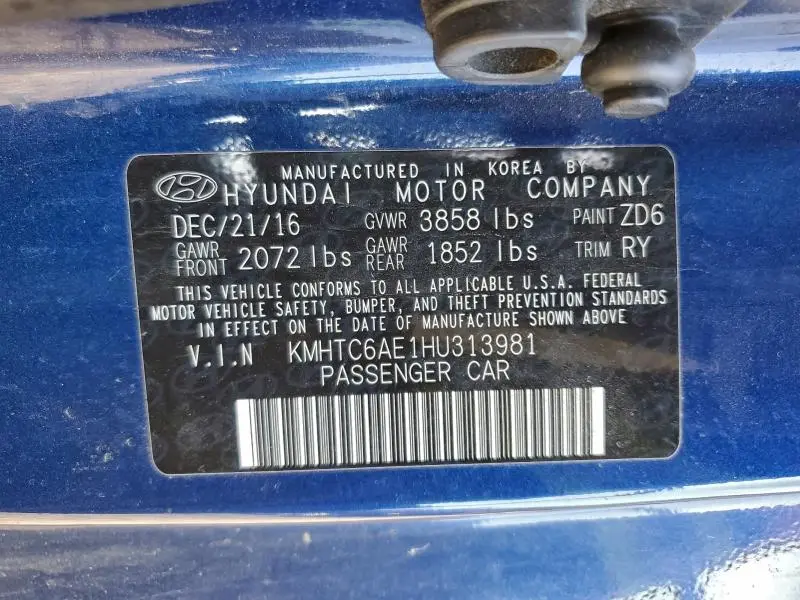 MANUFACTURED IN KOREA BY
HYUNDAI MOTOR COMPANY
DEC/21/16 GVWR 3858 lbs PAINT ZD6
GAWR FRONT 2072 lbs GAWR REAR 1852 lbs TRIM RY
THIS VEHICLE CONFORMS TO ALL APPLICABLE U.S.A. FEDERAL
MOTOR VEHICLE SAFETY, BUMPER, AND THEFT PREVENTION STANDARDS
IN EFFECT ON THE DATE OF MANUFACTURE SHOWN ABOVE
V.I.N KMHTC6AE1HU313981
PASSENGER CAR